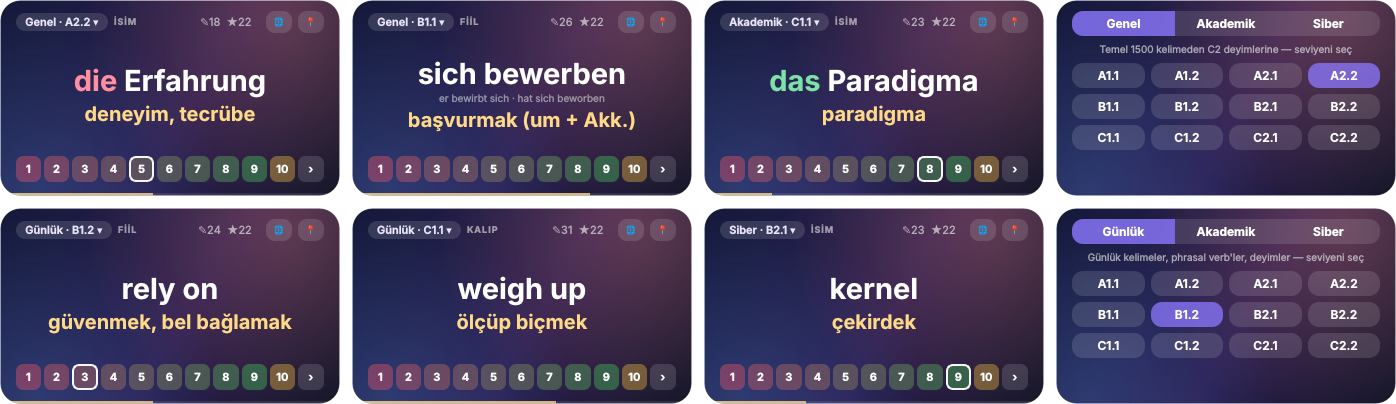 Genel · A2.2 ▾ İSİM ✎18 ★22
die Erfahrung
deneyim, tecrübe
1 2 3 4 5 6 7 8 9 10 ›
Genel · B1.1 ▾ FİİL ✎26 ★22
sich bewerben
er bewirbt sich · hat sich beworben
başvurmak (um + Akk.)
1 2 3 4 5 6 7 8 9 10 ›
Akademik · C1.1 ▾ İSİM ✎23 ★22
das Paradigma
paradigma
1 2 3 4 5 6 7 8 9 10 ›
Genel Akademik Siber
Temel 1500 kelimeden C2 deyimlerine — seviyeni seç
A1.1 A1.2 A2.1 A2.2
B1.1 B1.2 B2.1 B2.2
C1.1 C1.2 C2.1 C2.2
Günlük · B1.2 ▾ FİİL ✎24 ★22
rely on
güvenmek, bel bağlamak
1 2 3 4 5 6 7 8 9 10 ›
Günlük · C1.1 ▾ KALIP ✎31 ★22
weigh up
ölçüp biçmek
1 2 3 4 5 6 7 8 9 10 ›
Siber · B2.1 ▾ İSİM ✎23 ★22
kernel
çekirdek
1 2 3 4 5 6 7 8 9 10 ›
Günlük Akademik Siber
Günlük kelimeler, phrasal verb'ler, deyimler — seviyeni seç
A1.1 A1.2 A2.1 A2.2
B1.1 B1.2 B2.1 B2.2
C1.1 C1.2 C2.1 C2.2